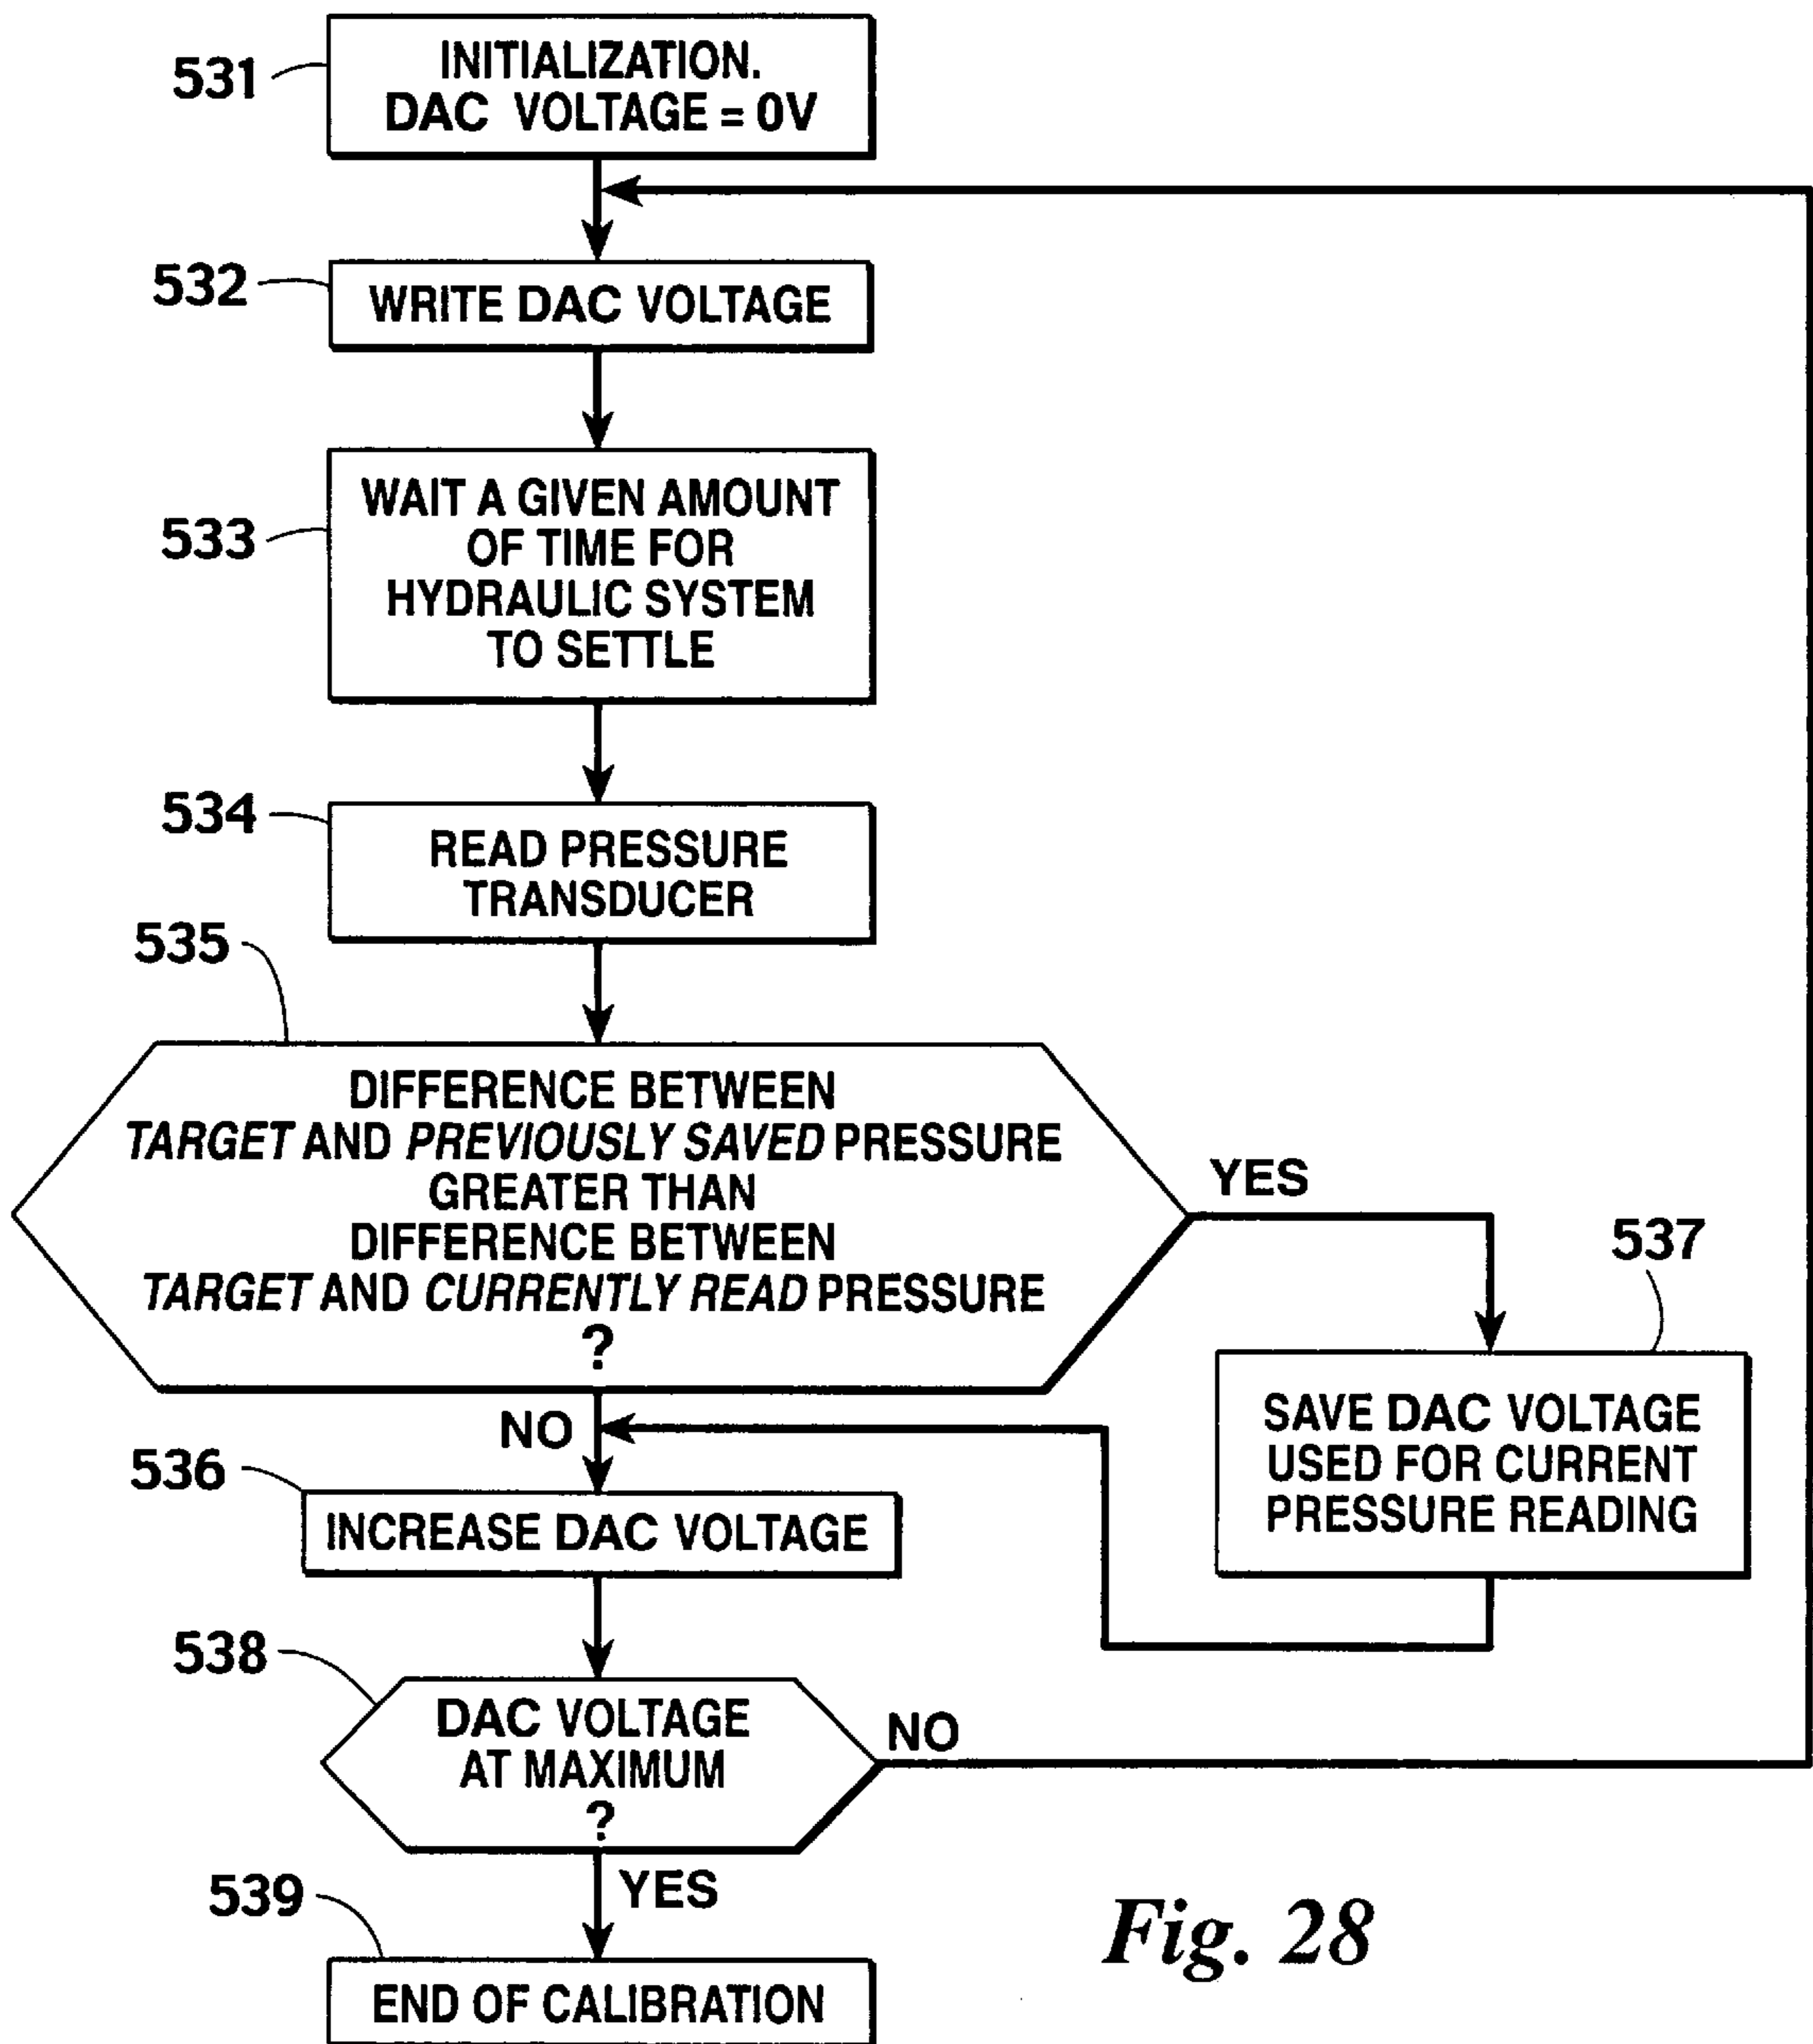 531
INITIALIZATION.
DAC VOLTAGE = 0V
532
WRITE DAC VOLTAGE
533
WAIT A GIVEN AMOUNT
OF TIME FOR
HYDRAULIC SYSTEM
TO SETTLE
534
READ PRESSURE
TRANSDUCER
535
DIFFERENCE BETWEEN
TARGET AND PREVIOUSLY SAVED PRESSURE
GREATER THAN
DIFFERENCE BETWEEN
TARGET AND CURRENTLY READ PRESSURE
?
YES
537
SAVE DAC VOLTAGE
USED FOR CURRENT
PRESSURE READING
NO
536
INCREASE DAC VOLTAGE
538
DAC VOLTAGE
AT MAXIMUM
?
NO
YES
539
END OF CALIBRATION
Fig. 28